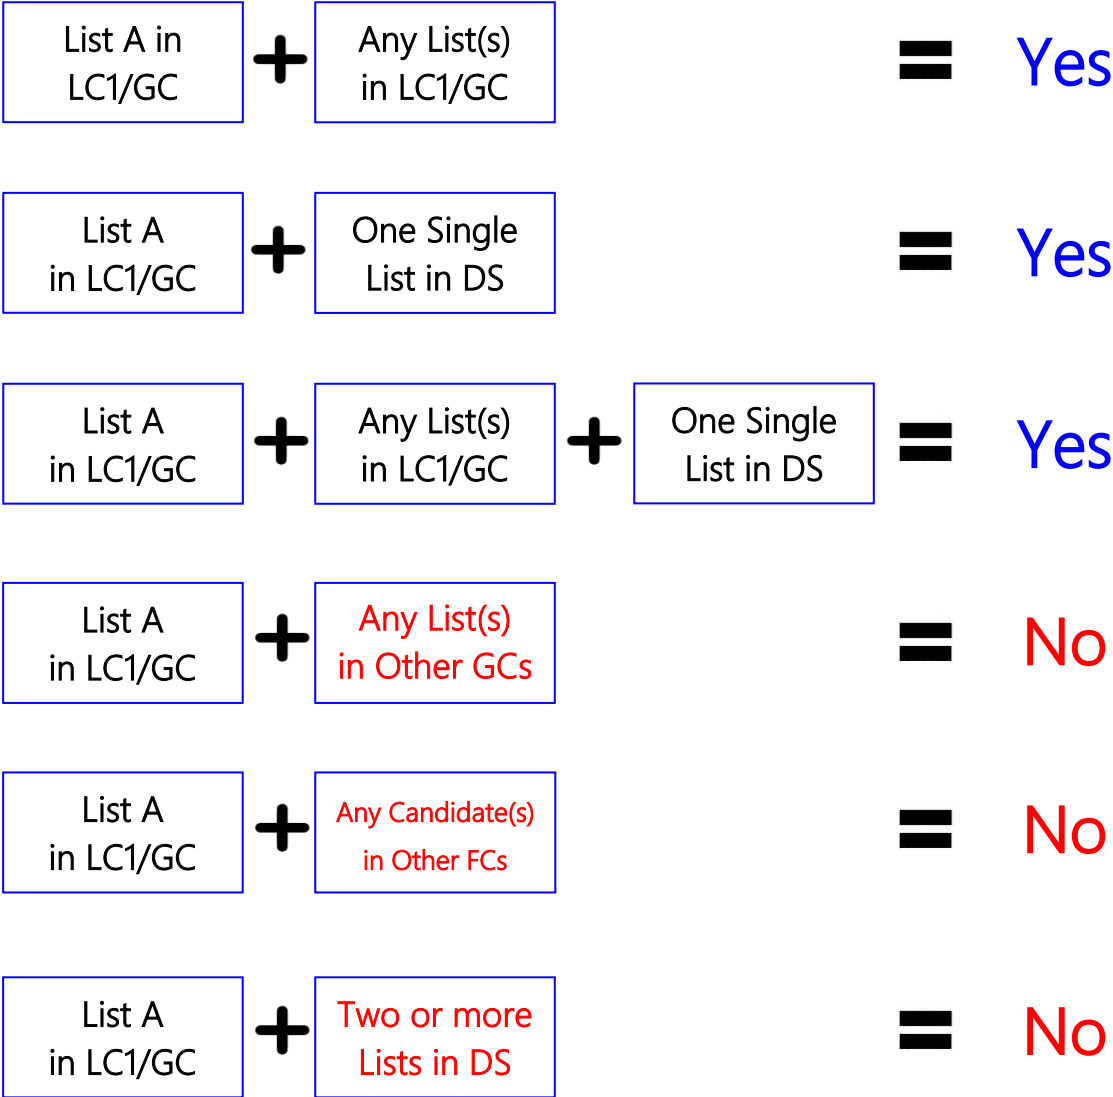 List A in
LC1/GC
+
Any List(s)
in LC1/GC
=
Yes
List A
in LC1/GC
+
One Single
List in DS
=
Yes
List A
in LC1/GC
+
Any List(s)
in LC1/GC
+
One Single
List in DS
=
Yes
List A
in LC1/GC
+
Any List(s)
in Other GCs
=
No
List A
in LC1/GC
+
Any Candidate(s)
in Other FCs
=
No
List A
in LC1/GC
+
Two or more
Lists in DS
=
No